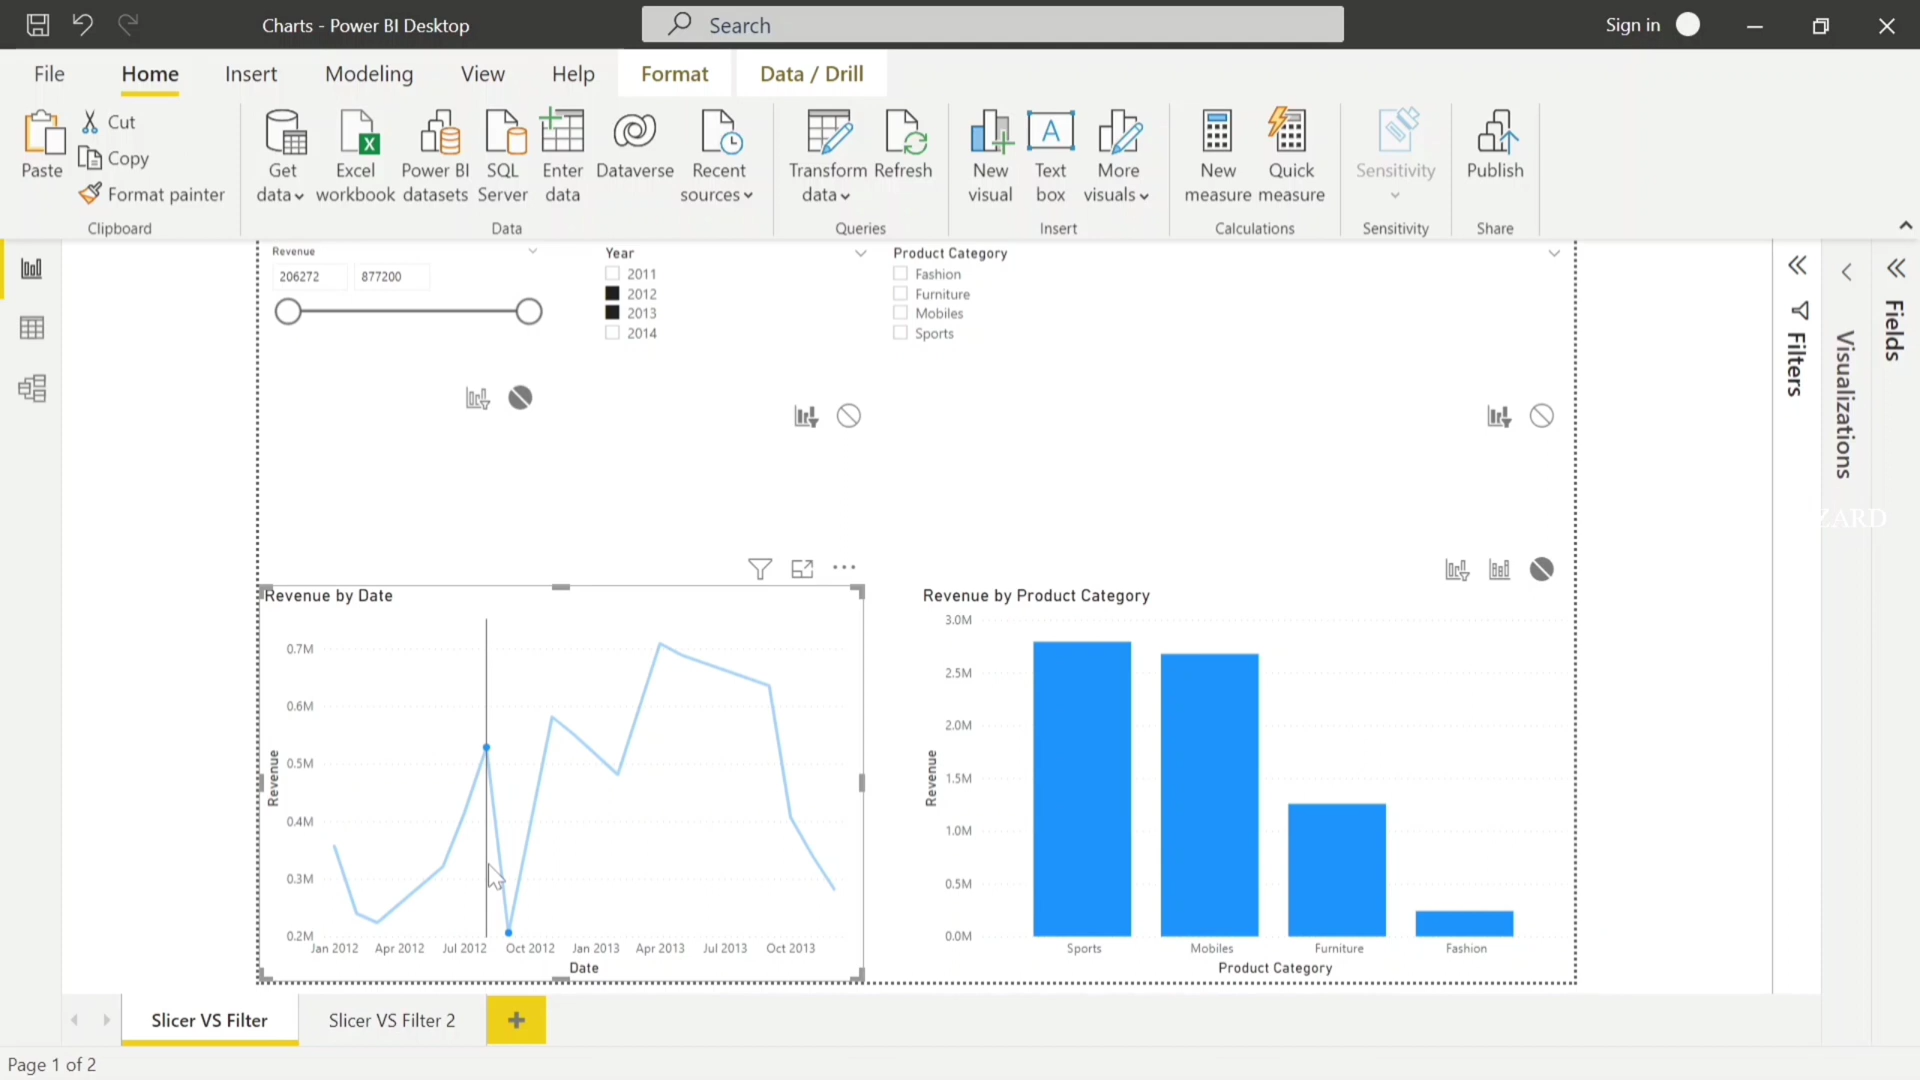 Charts - Power BI Desktop
Search
Sign in
File
Home
Insert
Modeling
View
Help
Format
Data / Drill
Paste
Cut
Copy
Format painter
Clipboard
Get data
Excel workbook
Power BI datasets
SQL Server
Enter data
Dataverse
Recent sources
Data
Transform data
Refresh
Queries
New visual
Text box
More visuals
Insert
New measure
Quick measure
Calculations
Sensitivity
Sensitivity
Publish
Share
Revenue
206272
877200
Year
2011
2012
2013
2014
Product Category
Fashion
Furniture
Mobiles
Sports
Filters
Visualizations
Fields
ZARD
Revenue by Date
Revenue
0.7M
0.6M
0.5M
0.4M
0.3M
0.2M
Jan 2012
Apr 2012
Jul 2012
Oct 2012
Jan 2013
Apr 2013
Jul 2013
Oct 2013
Date
Revenue by Product Category
Revenue
3.0M
2.5M
2.0M
1.5M
1.0M
0.5M
0.0M
Sports
Mobiles
Furniture
Fashion
Product Category
Slicer VS Filter
Slicer VS Filter 2
Page 1 of 2